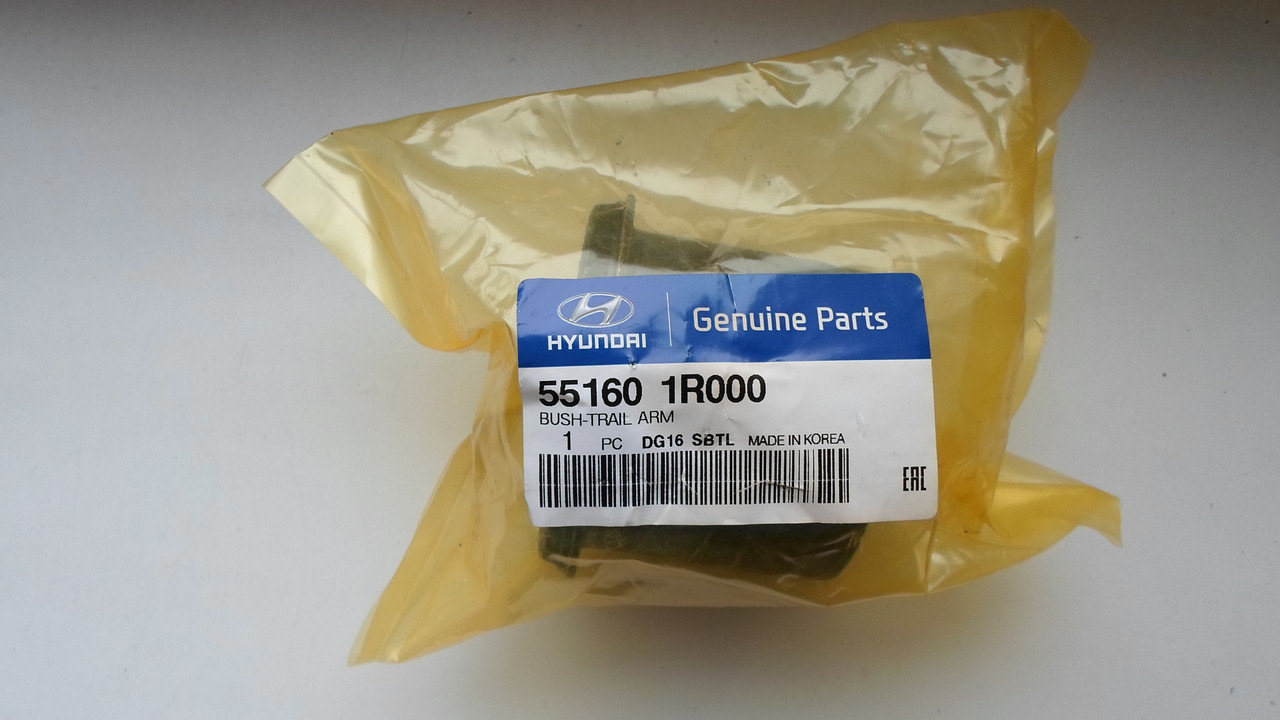 HYUNDAI
Genuine Parts
55160 1R000
BUSH-TRAIL ARM
1 PC DG16 SBTL MADE IN KOREA
EAC